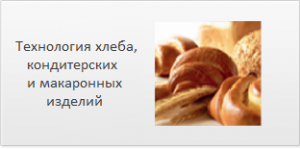 Технология хлеба,
кондитерских
и макаронных
изделий